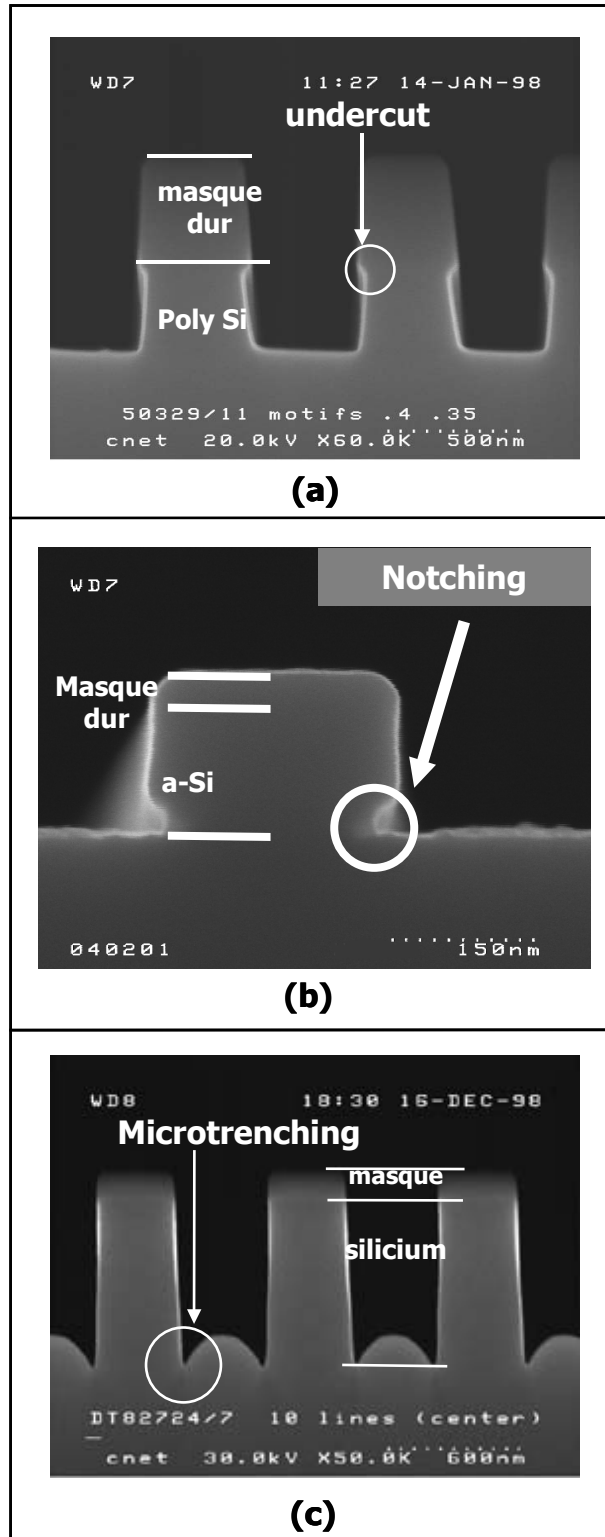 WD7 11:27 14-JAN-98
undercut
masque
dur
Poly Si
50329/11 motifs .4 .35
cnet 20.0kV X60.0K 500nm
(a)
Notching
WD7
Masque
dur
a-Si
040201 150nm
(b)
WD8 18:30 16-DEC-98
Microtrenching
masque
silicium
DT82724/7 10 lines (center)
cnet 30.0kV X50.0K 600nm
(c)